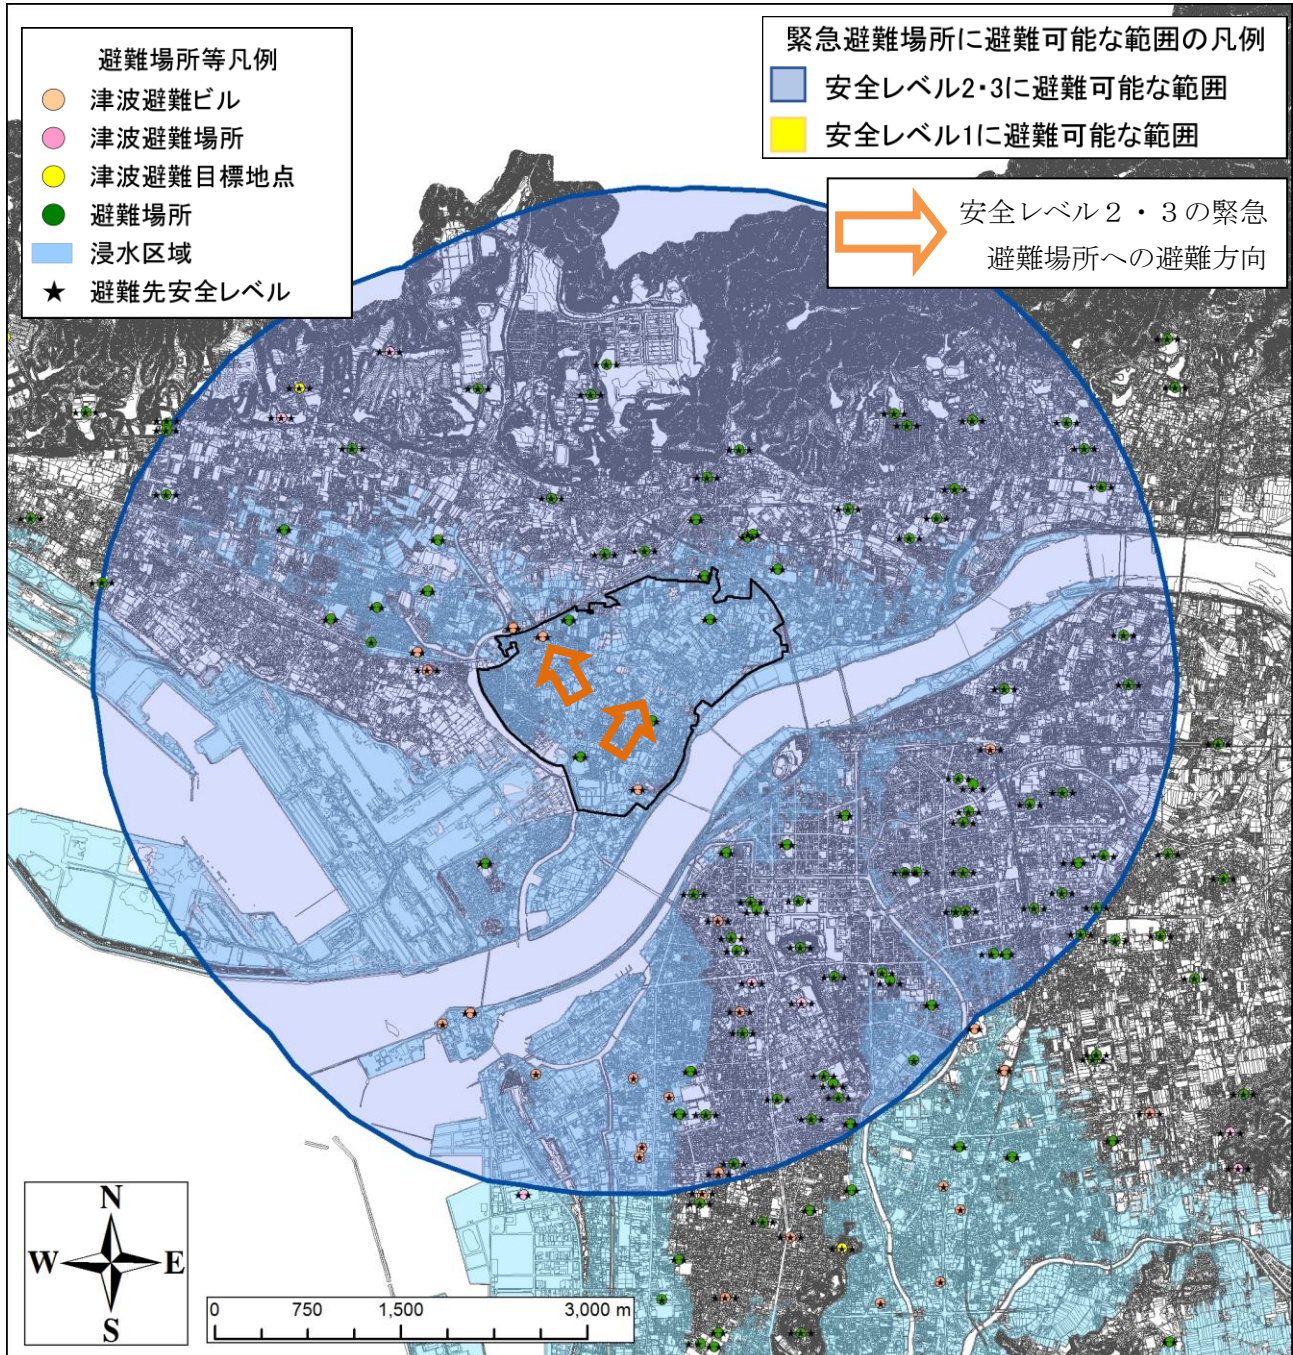 避難場所等凡例
津波避難ビル
津波避難場所
津波避難目標地点
避難場所
浸水区域
避難先安全レベル
緊急避難場所に避難可能な範囲の凡例
安全レベル2・3に避難可能な範囲
安全レベル1に避難可能な範囲
安全レベル２・３の緊急
避難場所への避難方向
N
W E
S
0 750 1,500 3,000 m